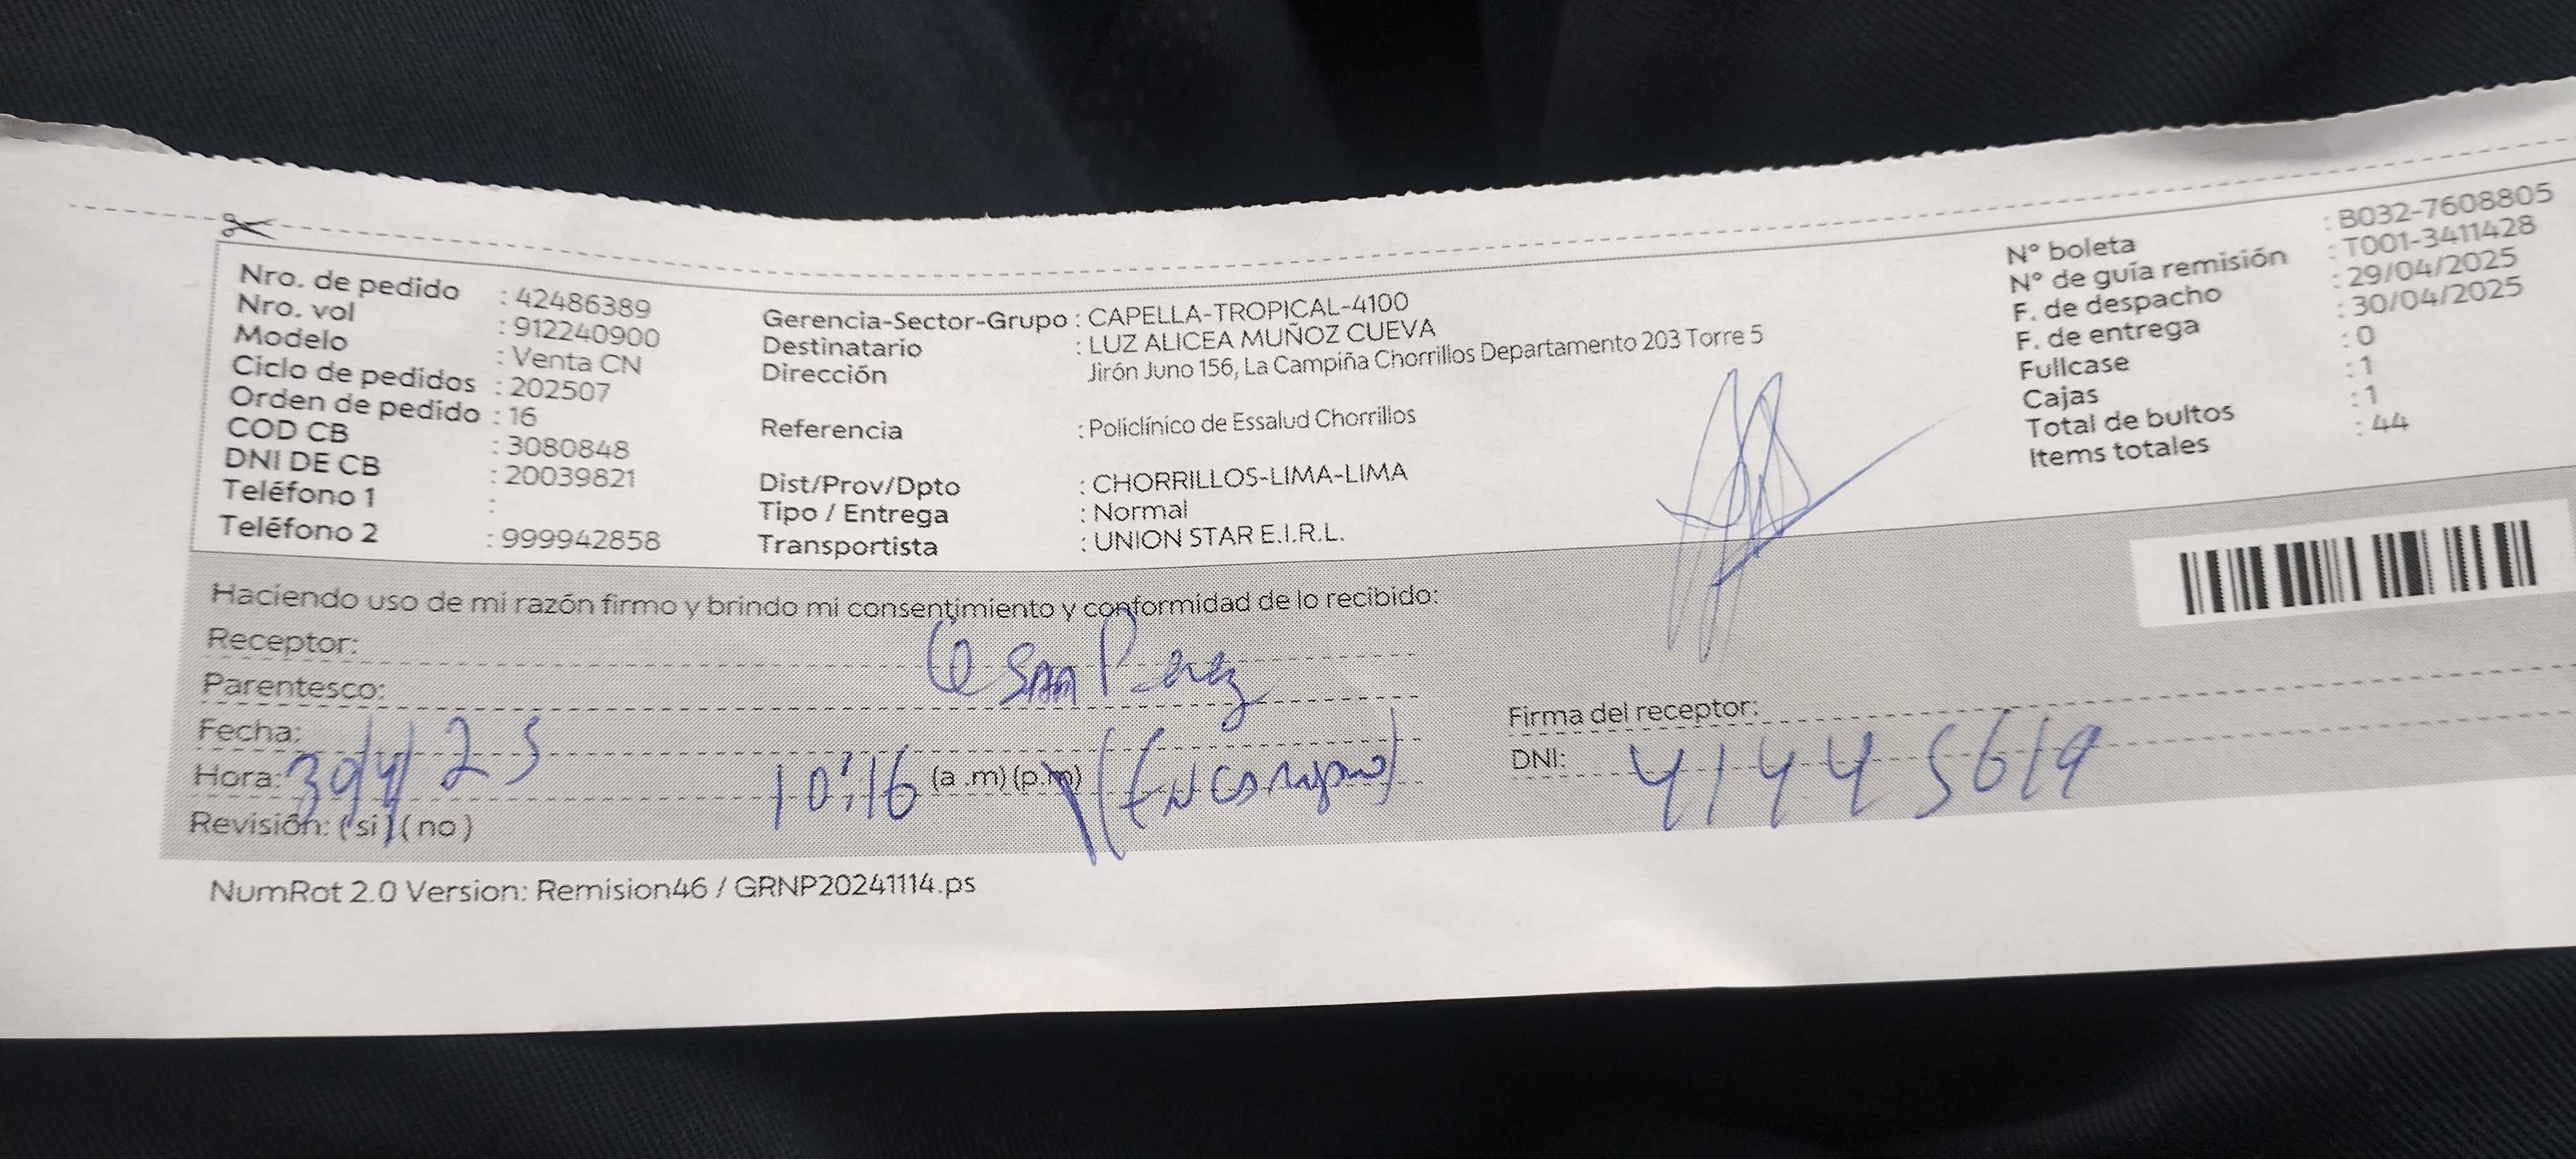 Nro. de pedido : 42486389
Nro. vol : 912240900
Modelo : Venta CN
Ciclo de pedidos : 202507
Orden de pedido : 16
COD CB : 3080848
DNI DE CB : 20039821
Teléfono 1 :
Teléfono 2 : 999942858
Gerencia-Sector-Grupo : CAPELLA-TROPICAL-4100
Destinatario : LUZ ALICEA MUÑOZ CUEVA
Dirección Jirón Juno 156, La Campiña Chorrillos Departamento 203 Torre 5
Referencia : Policlínico de Essalud Chorrillos
Dist/Prov/Dpto : CHORRILLOS-LIMA-LIMA
Tipo / Entrega : Normal
Transportista : UNION STAR E.I.R.L.
N° boleta : B032-7608805
N° de guía remisión : T001-3411428
F. de despacho : 29/04/2025
F. de entrega : 30/04/2025
Fullcase : 0
Cajas : 1
Total de bultos : 1
Items totales : 44
Haciendo uso de mi razón firmo y brindo mi consentimiento y conformidad de lo recibido:
Receptor:
Parentesco: Perez
Fecha: 30/4/25
Hora: 10:16 (a .m) (p.m)
Revisión: ( si ) ( no )
Firma del receptor:
DNI: 41445619
NumRot 2.0 Version: Remision46 / GRNP20241114.ps